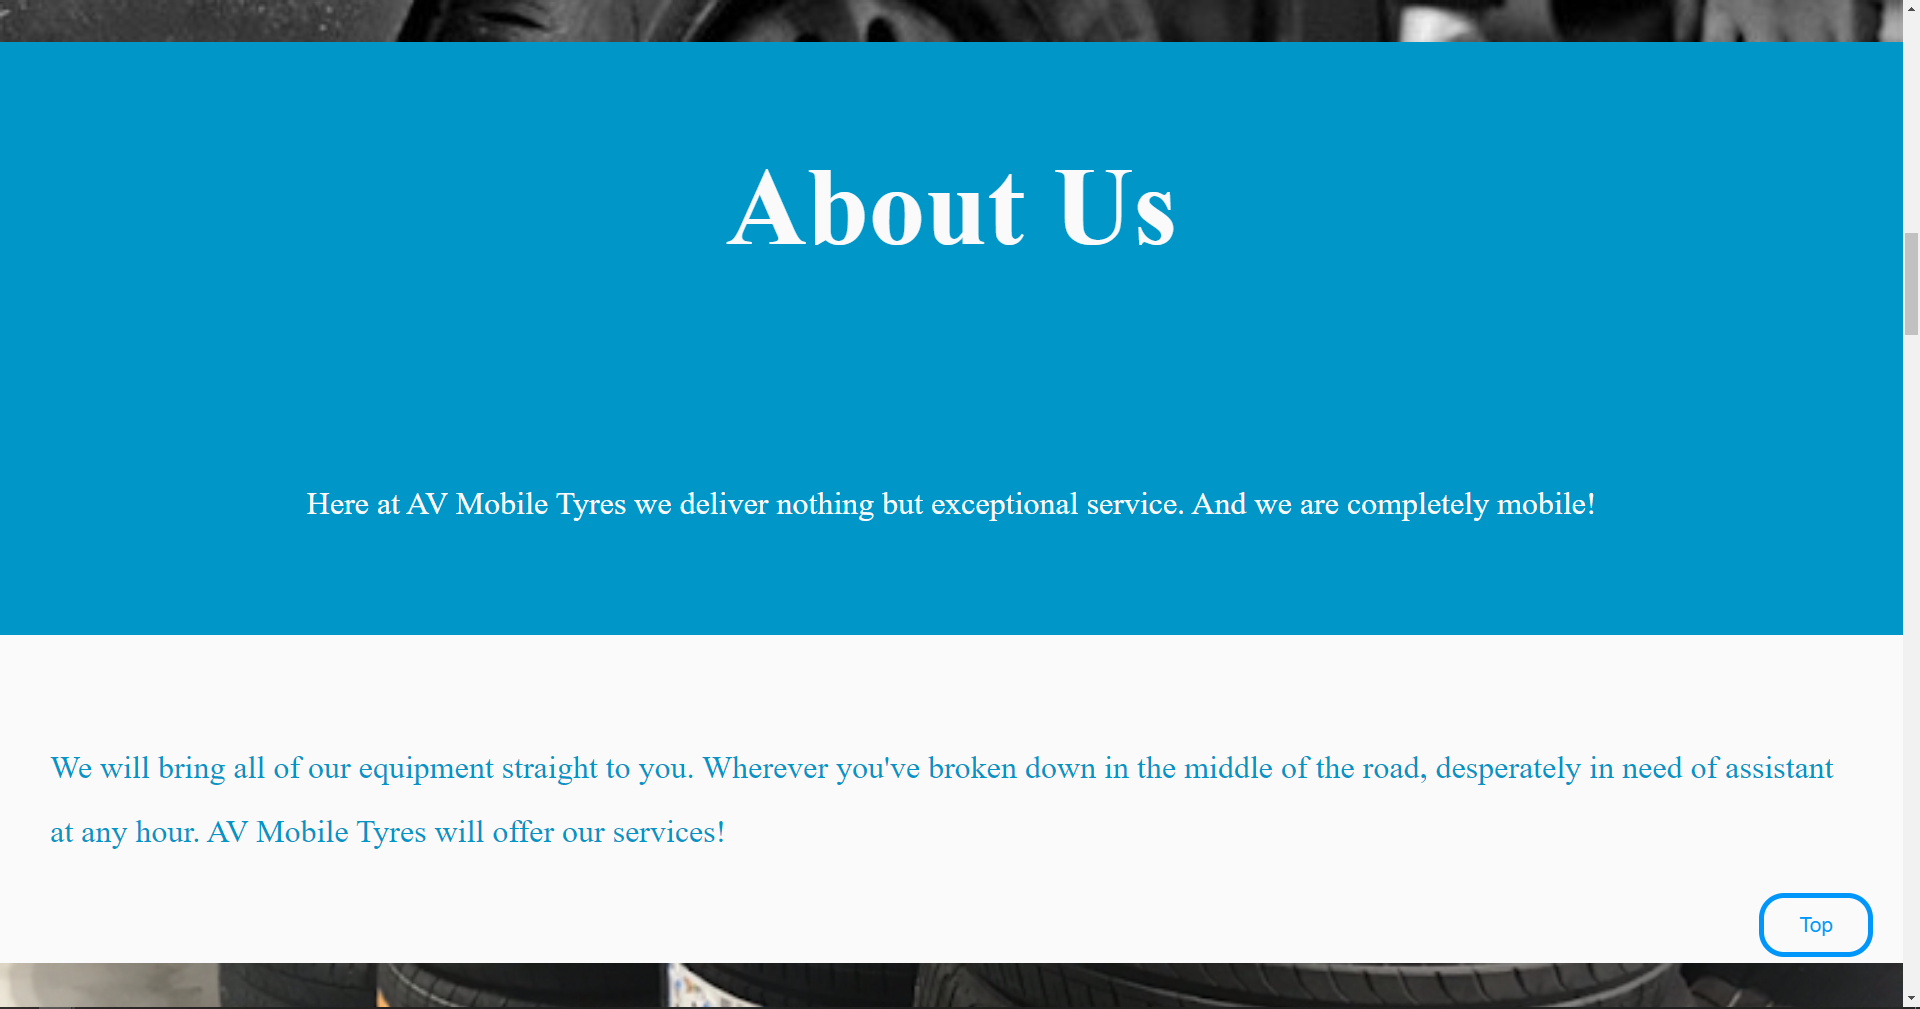 About Us
Here at AV Mobile Tyres we deliver nothing but exceptional service. And we are completely mobile!
We will bring all of our equipment straight to you. Wherever you've broken down in the middle of the road, desperately in need of assistant
at any hour. AV Mobile Tyres will offer our services!
Top